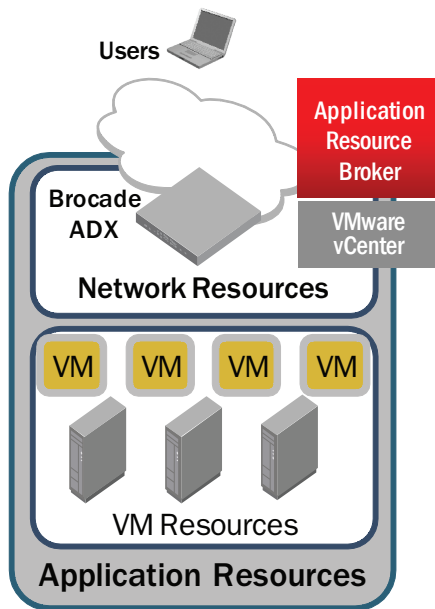 Users
Application
Resource
Broker
Brocade
ADX
VMware
vCenter
Network Resources
VM VM VM VM
VM Resources
Application Resources